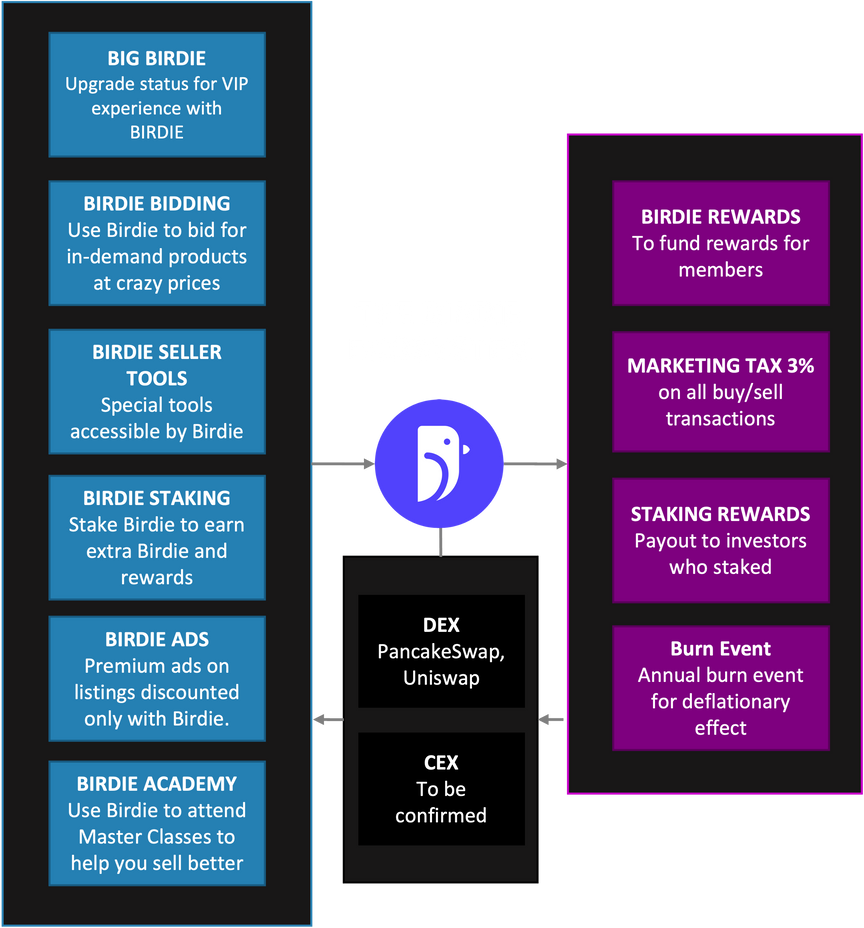 BIG BIRDIE
Upgrade status for VIP
experience with
BIRDIE
BIRDIE BIDDING
Use Birdie to bid for
in-demand products
at crazy prices
BIRDIE SELLER
TOOLS
Special tools
accessible by Birdie
BIRDIE STAKING
Stake Birdie to earn
extra Birdie and
rewards
BIRDIE ADS
Premium ads on
listings discounted
only with Birdie.
BIRDIE ACADEMY
Use Birdie to attend
Master Classes to
help you sell better
DEX
PancakeSwap,
Uniswap
CEX
To be
confirmed
BIRDIE REWARDS
To fund rewards for
members
MARKETING TAX 3%
on all buy/sell
transactions
STAKING REWARDS
Payout to investors
who staked
Burn Event
Annual burn event
for deflationary
effect